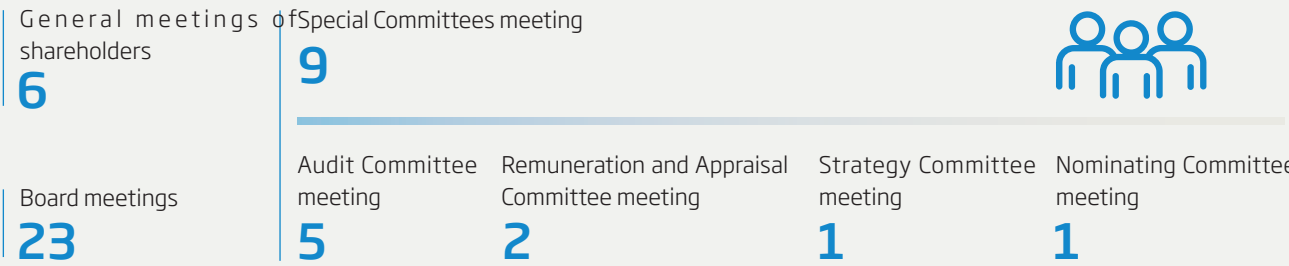 General meetings of
shareholders
6
Board meetings
23
Special Committees meeting
9
Audit Committee
meeting
5
Remuneration and Appraisal
Committee meeting
2
Strategy Committee
meeting
1
Nominating Committee
meeting
1